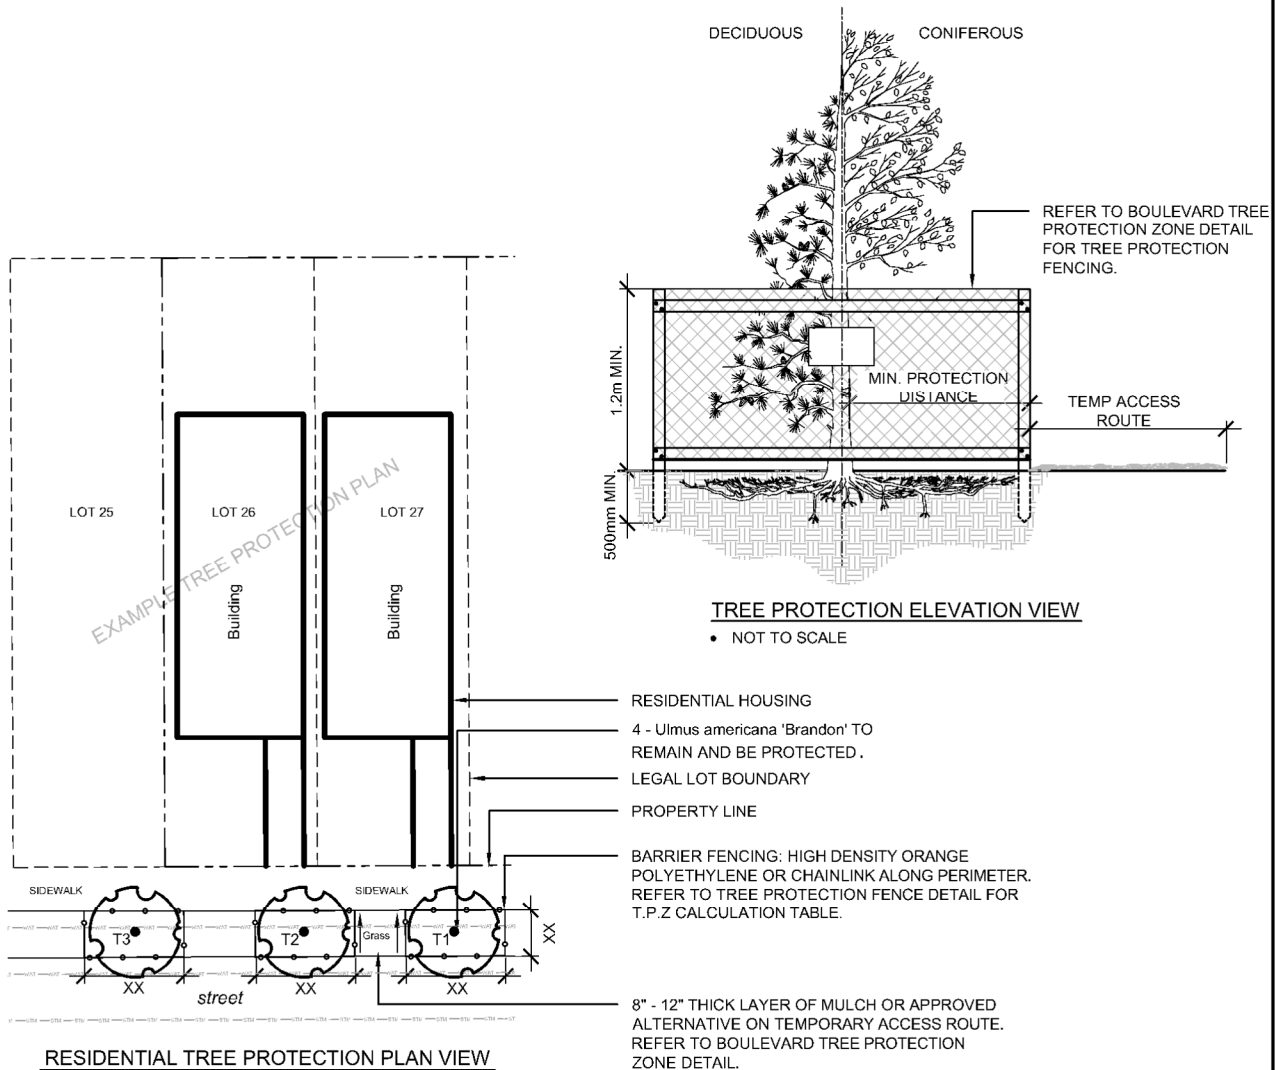 DECIDUOUS
CONIFEROUS
REFER TO BOULEVARD TREE
PROTECTION ZONE DETAIL
FOR TREE PROTECTION
FENCING.
1.2m MIN.
MIN. PROTECTION
DISTANCE
TEMP ACCESS
ROUTE
500mm MIN.
TREE PROTECTION ELEVATION VIEW
• NOT TO SCALE
LOT 25
LOT 26
LOT 27
EXAMPLE TREE PROTECTION PLAN
Building
Building
RESIDENTIAL HOUSING
4 - Ulmus americana 'Brandon' TO
REMAIN AND BE PROTECTED.
LEGAL LOT BOUNDARY
PROPERTY LINE
BARRIER FENCING: HIGH DENSITY ORANGE
POLYETHYLENE OR CHAINLINK ALONG PERIMETER.
REFER TO TREE PROTECTION FENCE DETAIL FOR
T.P.Z CALCULATION TABLE.
SIDEWALK
SIDEWALK
T3
T2
Grass
T1
XX
XX
XX
XX
street
8" - 12" THICK LAYER OF MULCH OR APPROVED
ALTERNATIVE ON TEMPORARY ACCESS ROUTE.
REFER TO BOULEVARD TREE PROTECTION
ZONE DETAIL.
RESIDENTIAL TREE PROTECTION PLAN VIEW